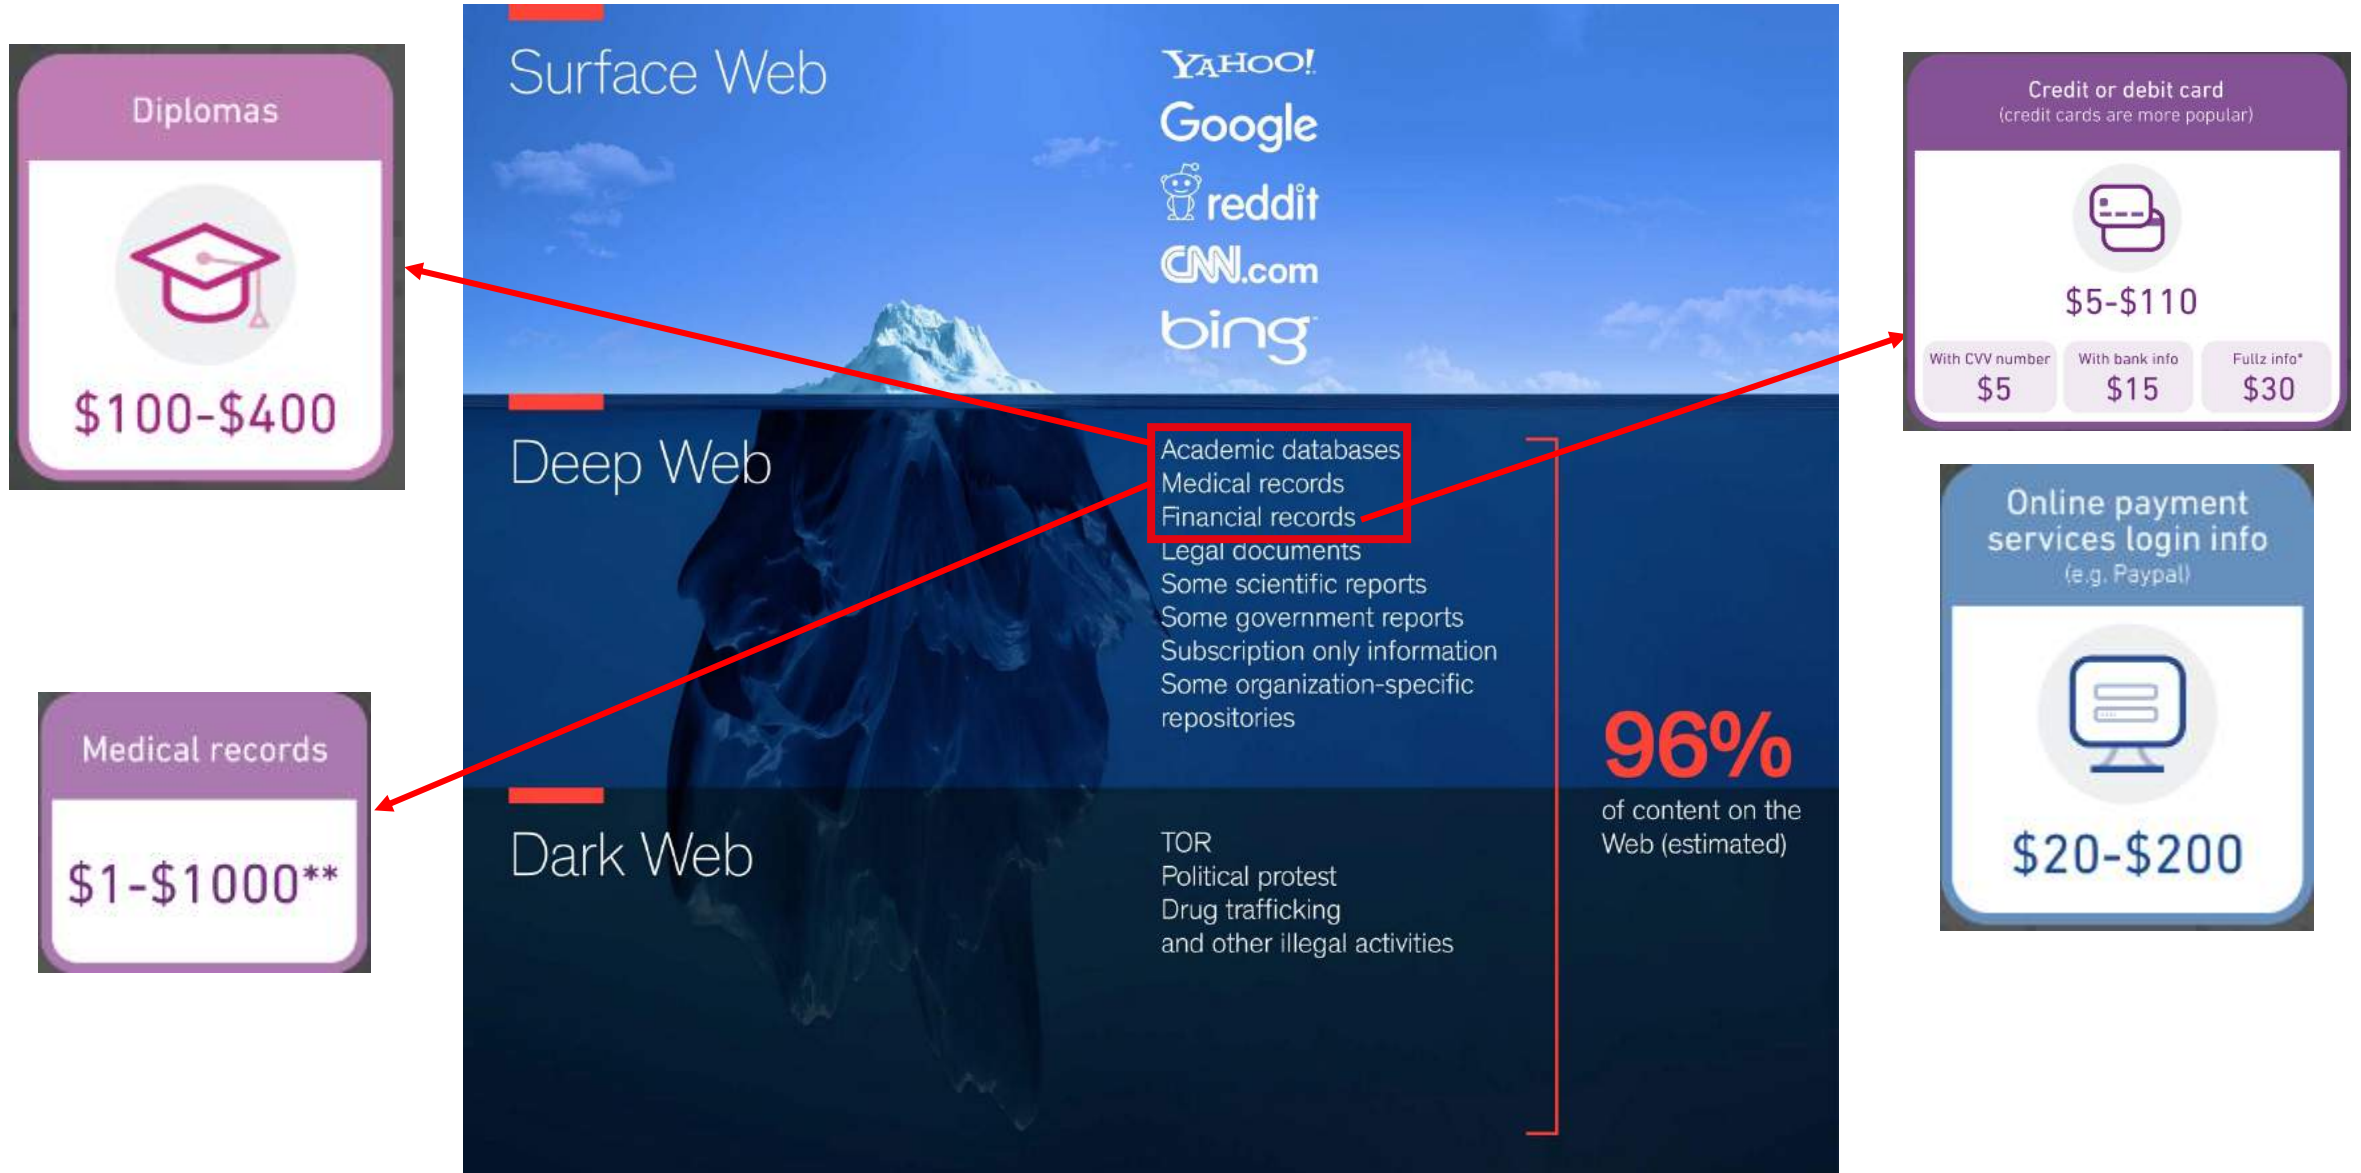 Diplomas
$100-$400
Medical records
$1-$1000**
Surface Web
YAHOO!
Google
reddit
CNN.com
bing
Deep Web
Academic databases
Medical records
Financial records
Legal documents
Some scientific reports
Some government reports
Subscription only information
Some organization-specific
repositories
96%
of content on the
Web (estimated)
Dark Web
TOR
Political protest
Drug trafficking
and other illegal activities
Credit or debit card
(credit cards are more popular)
$5-$110
With CVV number
$5
With bank info
$15
Fullz info*
$30
Online payment
services login info
(e.g. Paypal)
$20-$200